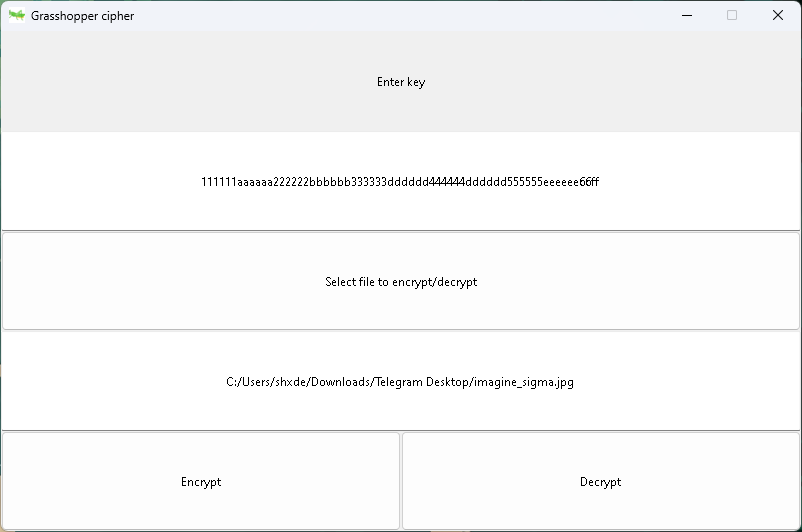 Grasshopper cipher
Enter key
111111aaaaaa222222bbbbbb333333dddddd444444dddddd555555eeeeee66ff
Select file to encrypt/decrypt
C:/Users/shxde/Downloads/Telegram Desktop/imagine_sigma.jpg
Encrypt
Decrypt